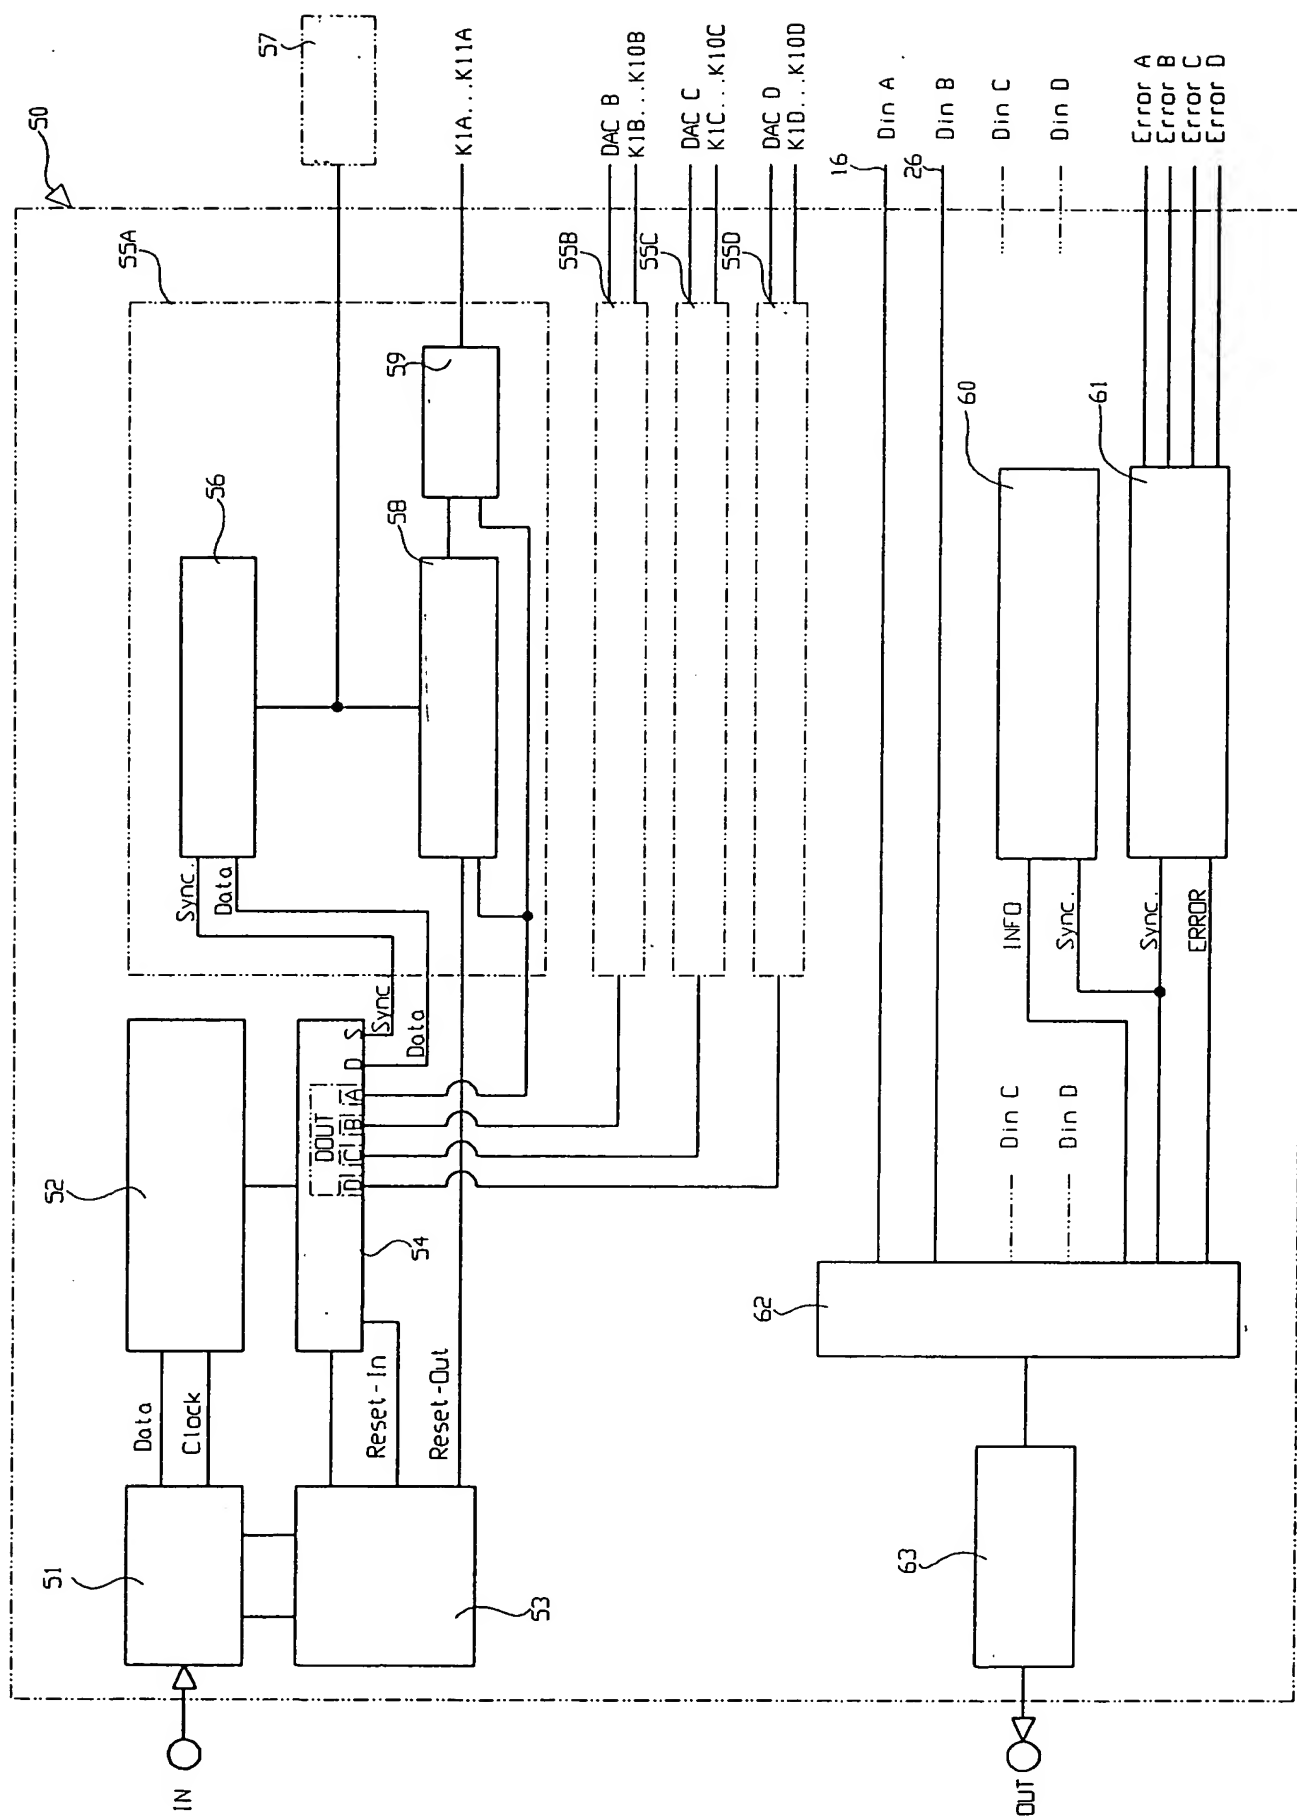 50
57
K1A...K11A
55A
56
59
58
Sync.
Data
DAC B
K1B...K10B
55B
DAC C
K1C...K10C
55C
DAC D
K1D...K10D
55D
52
54
DOUT
D
C
B
A
D
S
Sync
Data
Data
Clock
Reset-In
Reset-Out
51
53
IN
16
Din A
26
Din B
Din C
Din D
Error A
Error B
Error C
Error D
60
61
INFO
Sync.
Sync.
ERROR
Din C
Din D
62
63
OUT